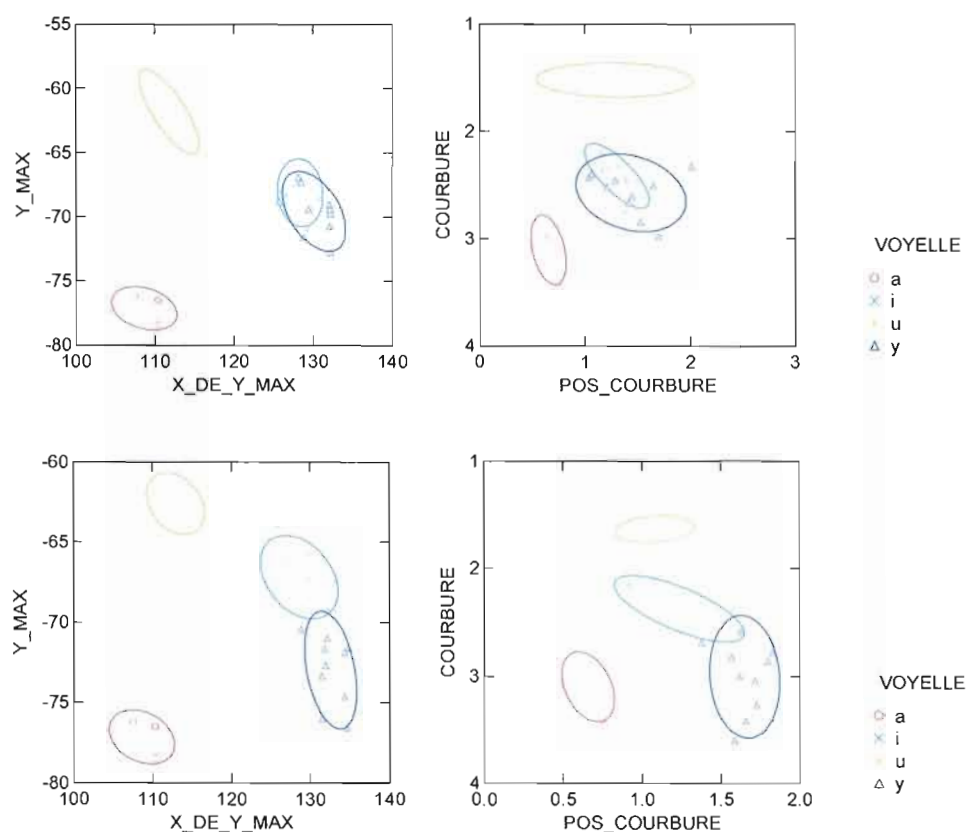 -55
-60
-65
-70
-75
-80
Y_MAX
100 110 120 130 140
X_DE_Y_MAX
1
2
3
4
COURBURE
0 1 2 3
POS_COURBURE
VOYELLE
a
i
u
y
-60
-65
-70
-75
-80
Y_MAX
100 110 120 130 140
X_DE_Y_MAX
1
2
3
4
COURBURE
0.0 0.5 1.0 1.5 2.0
POS_COURBURE
VOYELLE
a
i
u
y